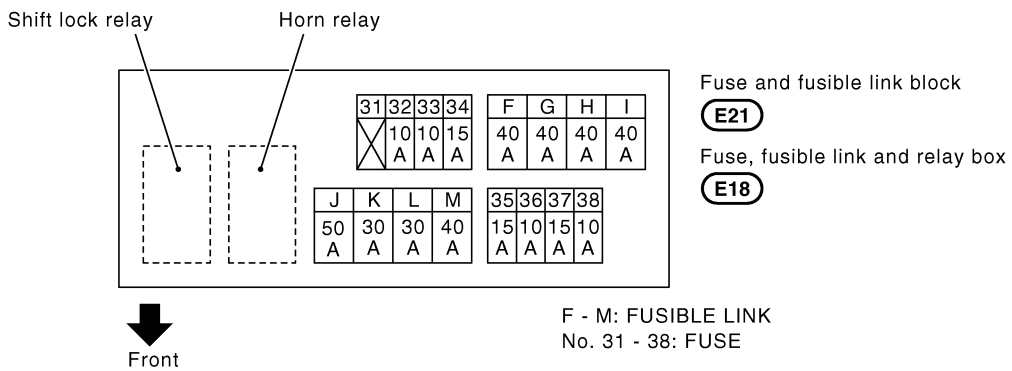 Shift lock relay
Horn relay
31 32 33 34
10 A 10 A 15 A
F G H I
40 A 40 A 40 A 40 A
J K L M
50 A 30 A 30 A 40 A
35 36 37 38
15 A 10 A 15 A 10 A
Fuse and fusible link block
E21
Fuse, fusible link and relay box
E18
F - M: FUSIBLE LINK
No. 31 - 38: FUSE
Front